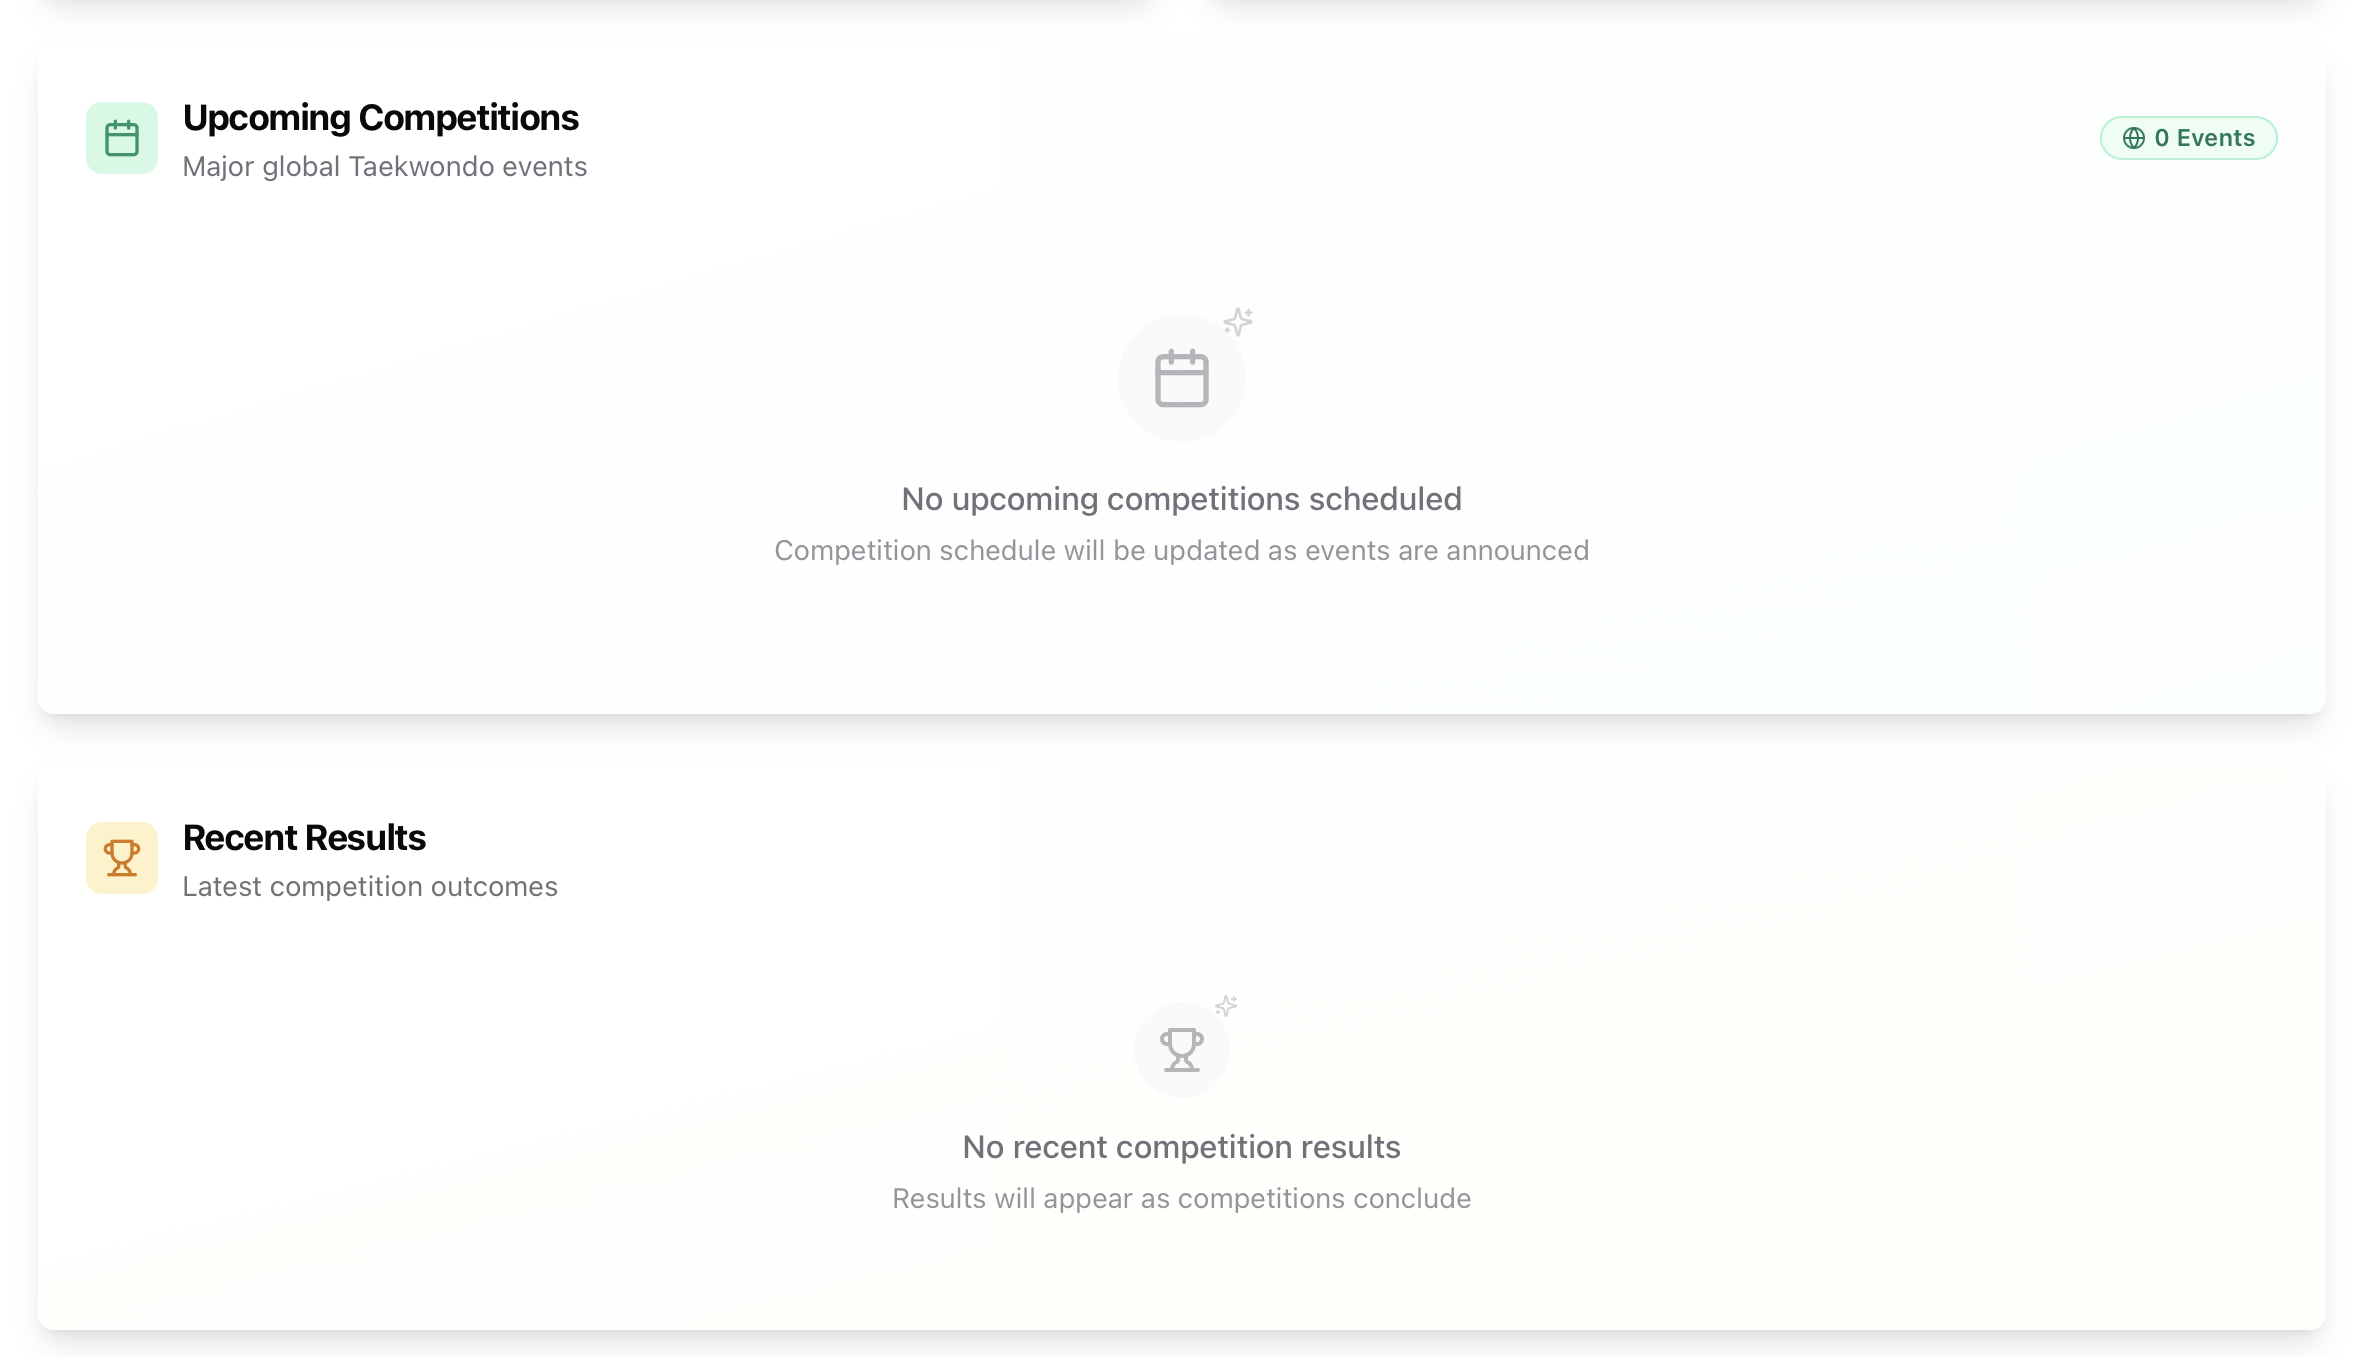 Upcoming Competitions
Major global Taekwondo events
0 Events
No upcoming competitions scheduled
Competition schedule will be updated as events are announced
Recent Results
Latest competition outcomes
No recent competition results
Results will appear as competitions conclude